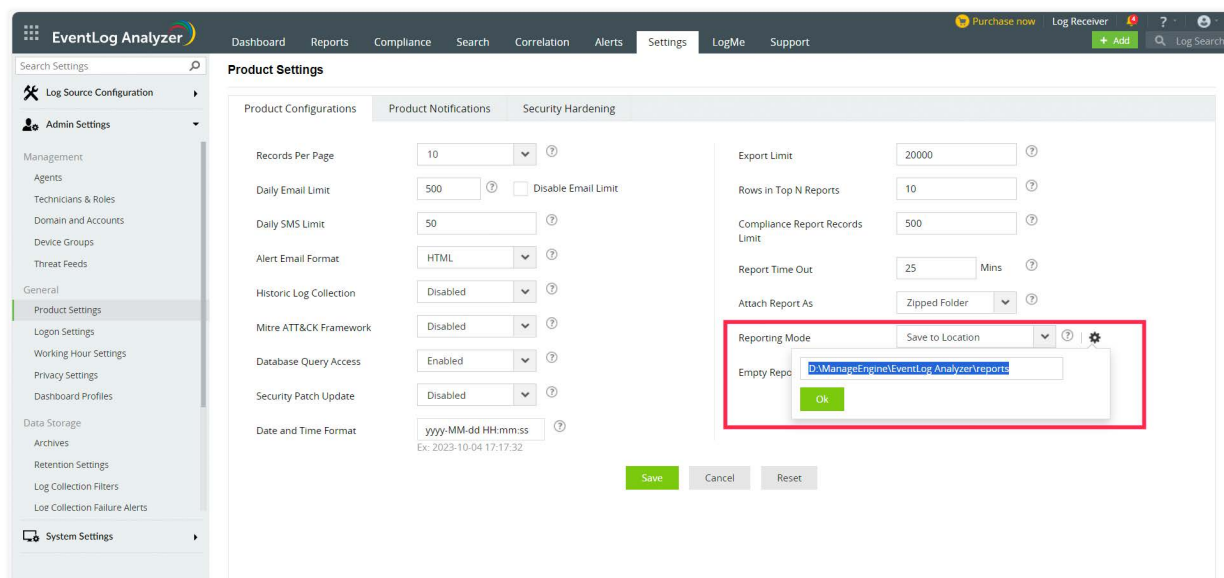 Purchase now
Log Receiver
4
?
EventLog Analyzer
Dashboard Reports Compliance Search Correlation Alerts Settings LogMe Support
+ Add
Log Search
Search Settings
Log Source Configuration
Admin Settings
Management
Agents
Technicians & Roles
Domain and Accounts
Device Groups
Threat Feeds
General
Product Settings
Logon Settings
Working Hour Settings
Privacy Settings
Dashboard Profiles
Data Storage
Archives
Retention Settings
Log Collection Filters
Log Collection Failure Alerts
System Settings
Product Settings
Product Configurations Product Notifications Security Hardening
Records Per Page 10 ?
Daily Email Limit 500 ? Disable Email Limit
Daily SMS Limit 50 ?
Alert Email Format HTML ?
Historic Log Collection Disabled ?
Mitre ATT&CK Framework Disabled ?
Database Query Access Enabled ?
Security Patch Update Disabled ?
Date and Time Format yyyy-MM-dd HH:mm:ss ?
Ex: 2023-10-04 17:17:32
Export Limit 20000 ?
Rows in Top N Reports 10 ?
Compliance Report Records 500 ?
Limit
Report Time Out 25 Mins ?
Attach Report As Zipped Folder ?
Reporting Mode Save to Location ?
Empty Repo
D:\ManageEngine\EventLog Analyzer\reports
Ok
Save Cancel Reset